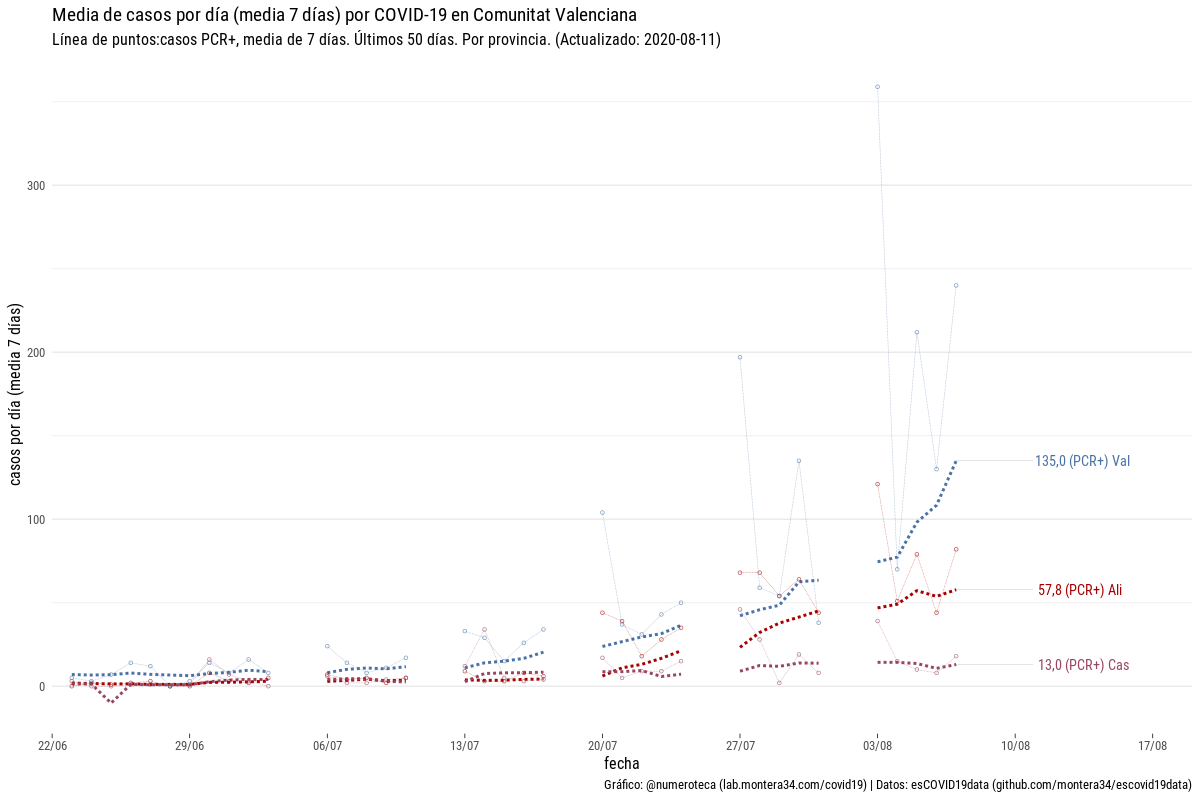 Media de casos por día (media 7 días) por COVID-19 en Comunitat Valenciana
Línea de puntos:casos PCR+, media de 7 días. Últimos 50 días. Por provincia. (Actualizado: 2020-08-11)
casos por día (media 7 días)
300
200
100
0
135,0 (PCR+) Val
57,8 (PCR+) Ali
13,0 (PCR+) Cas
22/06 29/06 06/07 13/07 20/07 27/07 03/08 10/08 17/08
fecha
Gráfico: @numeroteca (lab.montera34.com/covid19) | Datos: esCOVID19data (github.com/montera34/escovid19data)